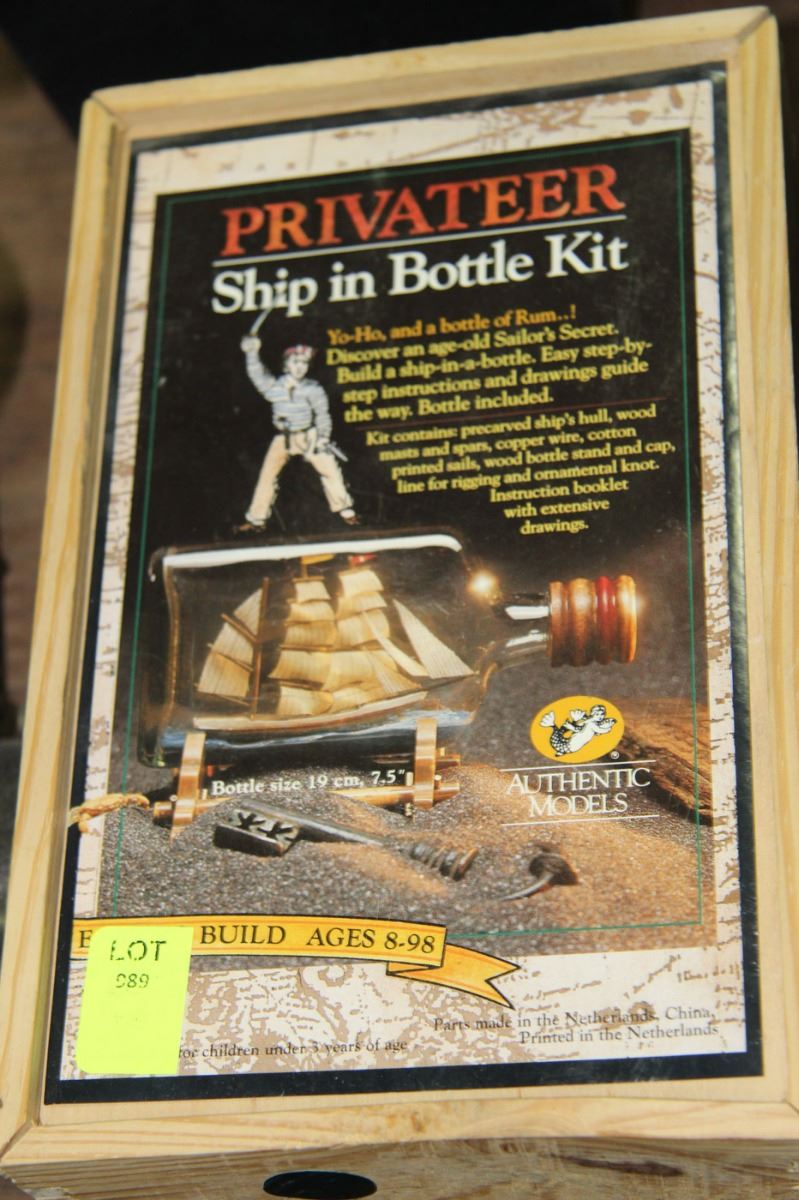 PRIVATEER
Ship in Bottle Kit
Yo-Ho, and a bottle of Rum..!
Discover an age-old Sailor's Secret.
Build a ship-in-a-bottle. Easy step-by-
step instructions and drawings guide
the way. Bottle included.
Kit contains: precarved ship's hull, wood
masts and spars, copper wire, cotton
printed sails, wood bottle stand and cap,
line for rigging and ornamental knot.
Instruction booklet
with extensive
drawings.
Bottle size 19 cm, 7.5"
®
AUTHENTIC
MODELS
BUILD AGES 8-98
LOT
989
for children under 3 years of age
Parts made in the Netherlands, China,
Printed in the Netherlands